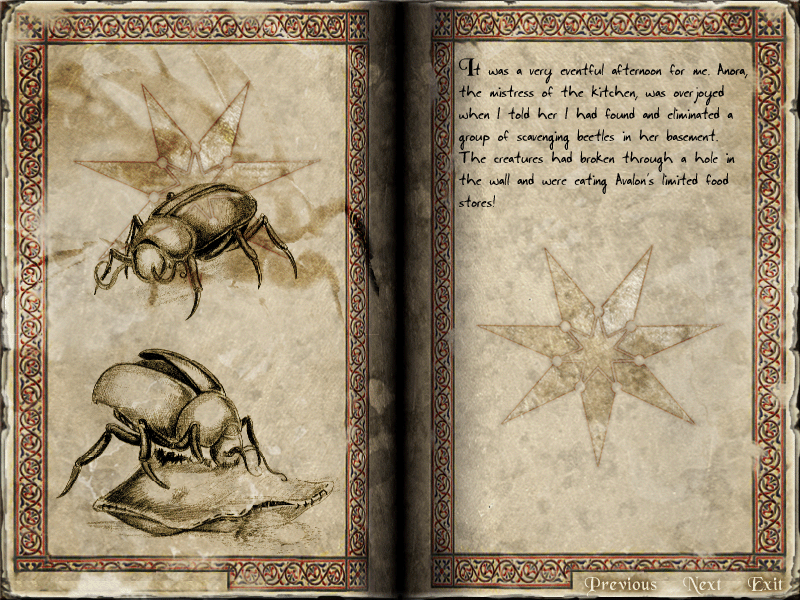 It was a very eventful afternoon for me. Anora,
the mistress of the kitchen, was overjoyed
when I told her I had found and eliminated a
group of scavenging beetles in her basement.
The creatures had broken through a hole in
the wall and were eating Avalon's limited food
stores!
Previous Next Exit